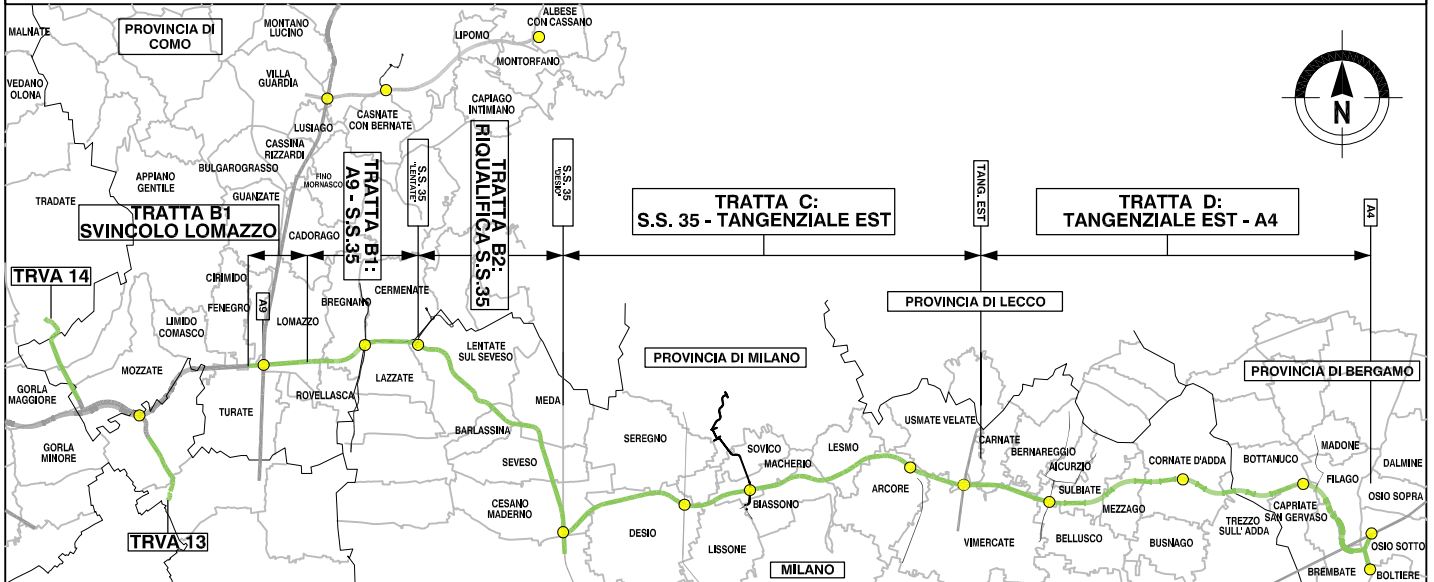 MALNATE
PROVINCIA DI
COMO
MONTANO
LUCINO
LIPOMO
ALBESE
CON CASSANO
MONTORFANO
VEDANO
OLONA
VILLA
GUARDIA
CAPIAGO
INTIMIANO
CASNATE
CON BERNATE
LUSIAGO
CASSINA
RIZZARDI
BULGAROGRASSO
APPIANO
GENTILE
FINO
MORNASCO
GUANZATE
TRADATE
TRATTA B1
SVINCOLO LOMAZZO
CADORAGO
TRATTA B1:
A9 - S.S.35
S.S. 35
"LENTATE"
TRATTA B2:
RIQUALIFICA S.S.35
S.S. 35
"DESIO"
TRATTA C:
S.S. 35 - TANGENZIALE EST
TANG. EST
TRATTA D:
TANGENZIALE EST - A4
A4
N
TRVA 14
CIRIMIDO
FENEGRO
A9
LIMIDO
COMASCO
LOMAZZO
BREGNANO
CERMENATE
LENTATE
SUL SEVESO
PROVINCIA DI LECCO
PROVINCIA DI MILANO
PROVINCIA DI BERGAMO
MOZZATE
GORLA
MAGGIORE
TURATE
ROVELLASCA
LAZZATE
MEDA
BARLASSINA
GORLA
MINORE
SEVESO
CESANO
MADERNO
SEREGNO
SOVICO
MACHERIO
LESMO
USMATE VELATE
CARNATE
BERNAREGGIO
AICURZIO
SULBIATE
CORNATE D'ADDA
BOTTANUCO
MADONE
FILAGO
DALMINE
OSIO SOPRA
ARCORE
BIASSONO
MEZZAGO
CAPRIATE
SAN GERVASO
TREZZO
SULL' ADDA
DESIO
LISSONE
VIMERCATE
BELLUSCO
BUSNAGO
OSIO SOTTO
BREMBATE
BOLTIERE
TRVA 13
MILANO